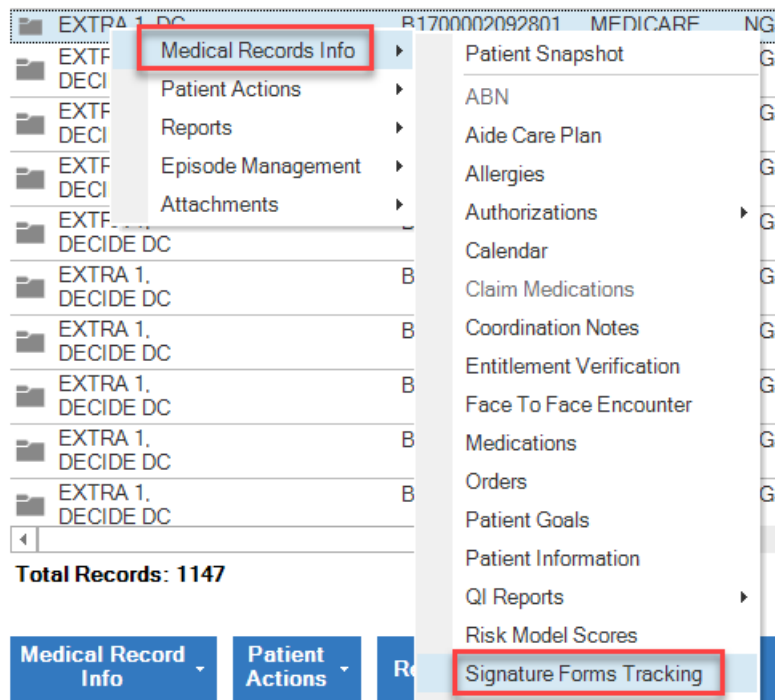 EXTRA 1, DC B1700002092801 MEDICARE NG
Medical Records Info
Patient Actions
Reports
Episode Management
Attachments
Patient Snapshot
ABN
Aide Care Plan
Allergies
Authorizations
Calendar
Claim Medications
Coordination Notes
Entitlement Verification
Face To Face Encounter
Medications
Orders
Patient Goals
Patient Information
QI Reports
Risk Model Scores
Signature Forms Tracking
EXTR
DECI
G
EXTR
DECI
G
EXTR
DECI
G
DECIDE DC
G
EXTRA 1, B G
DECIDE DC
EXTRA 1, B G
DECIDE DC
EXTRA 1, B G
DECIDE DC
EXTRA 1, B G
DECIDE DC
EXTRA 1, B G
DECIDE DC
Total Records: 1147
Medical Record
Info
Patient
Actions